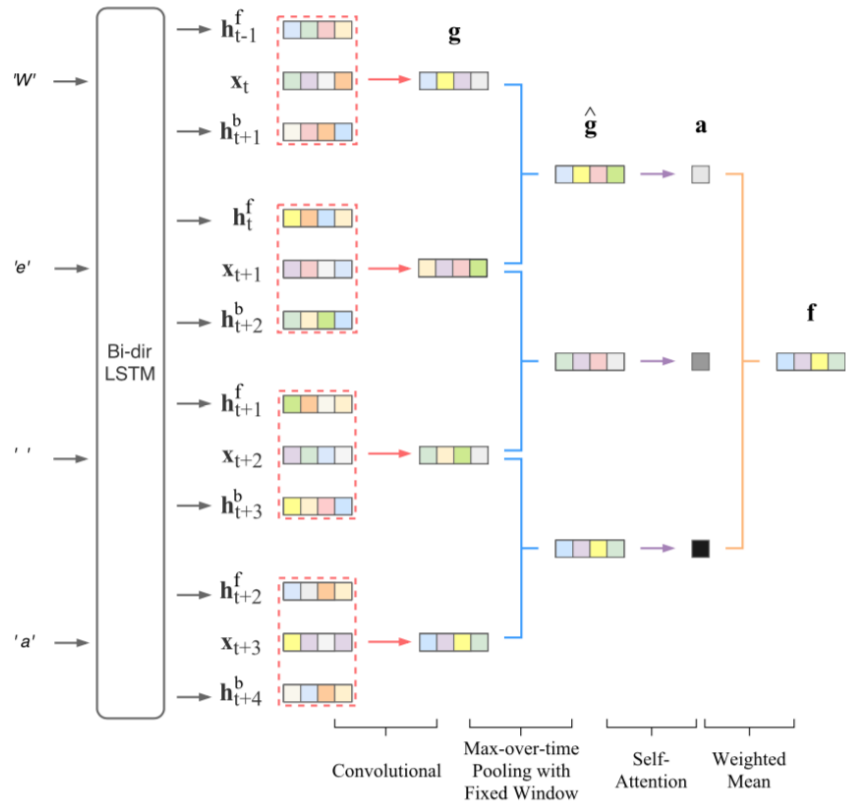 'W'
'e'
' '
'a'
Bi-dir
LSTM
h^f_{t-1}
x_t
h^b_{t+1}
h^f_t
x_{t+1}
h^b_{t+2}
h^f_{t+1}
x_{t+2}
h^b_{t+3}
h^f_{t+2}
x_{t+3}
h^b_{t+4}
g
ĝ
a
f
Convolutional
Max-over-time
Pooling with
Fixed Window
Self-
Attention
Weighted
Mean